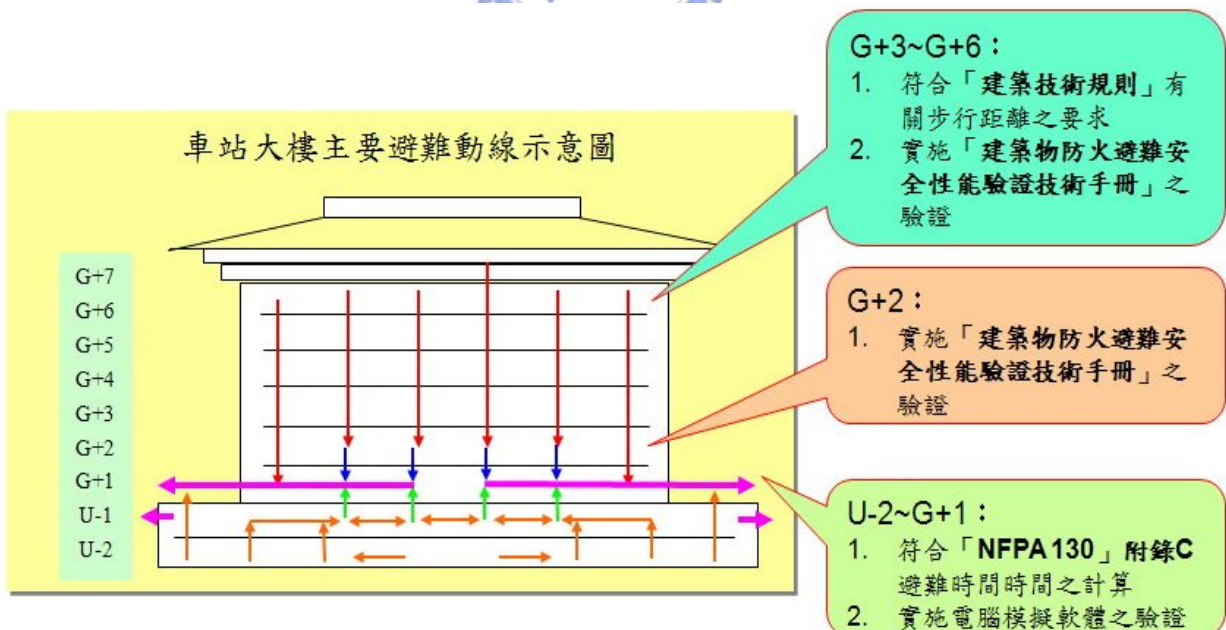 車站大樓主要避難動線示意圖
G+7
G+6
G+5
G+4
G+3
G+2
G+1
U-1
U-2
G+3~G+6：
1. 符合「建築技術規則」有
關步行距離之要求
2. 實施「建築物防火避難安
全性能驗證技術手冊」之
驗證
G+2：
1. 實施「建築物防火避難安
全性能驗證技術手冊」之
驗證
U-2~G+1：
1. 符合「NFPA 130」附錄C
避難時間時間之計算
2. 實施電腦模擬軟體之驗證